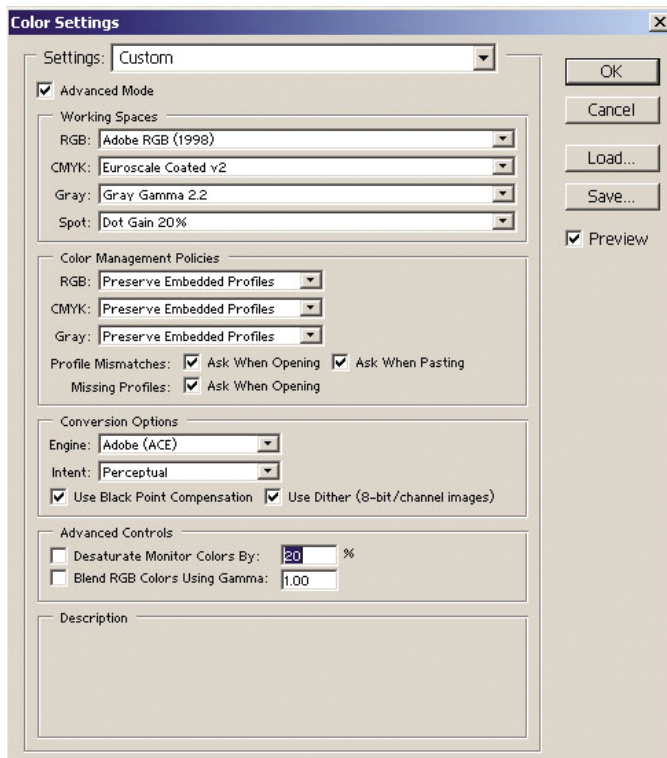 Color Settings
Settings: Custom
OK
Advanced Mode
Cancel
Working Spaces
RGB: Adobe RGB (1998)
Load...
CMYK: Euroscale Coated v2
Gray: Gray Gamma 2.2
Save...
Spot: Dot Gain 20%
Preview
Color Management Policies
RGB: Preserve Embedded Profiles
CMYK: Preserve Embedded Profiles
Gray: Preserve Embedded Profiles
Profile Mismatches: Ask When Opening Ask When Pasting
Missing Profiles: Ask When Opening
Conversion Options
Engine: Adobe (ACE)
Intent: Perceptual
Use Black Point Compensation Use Dither (8-bit/channel images)
Advanced Controls
Desaturate Monitor Colors By: 20 %
Blend RGB Colors Using Gamma: 1.00
Description